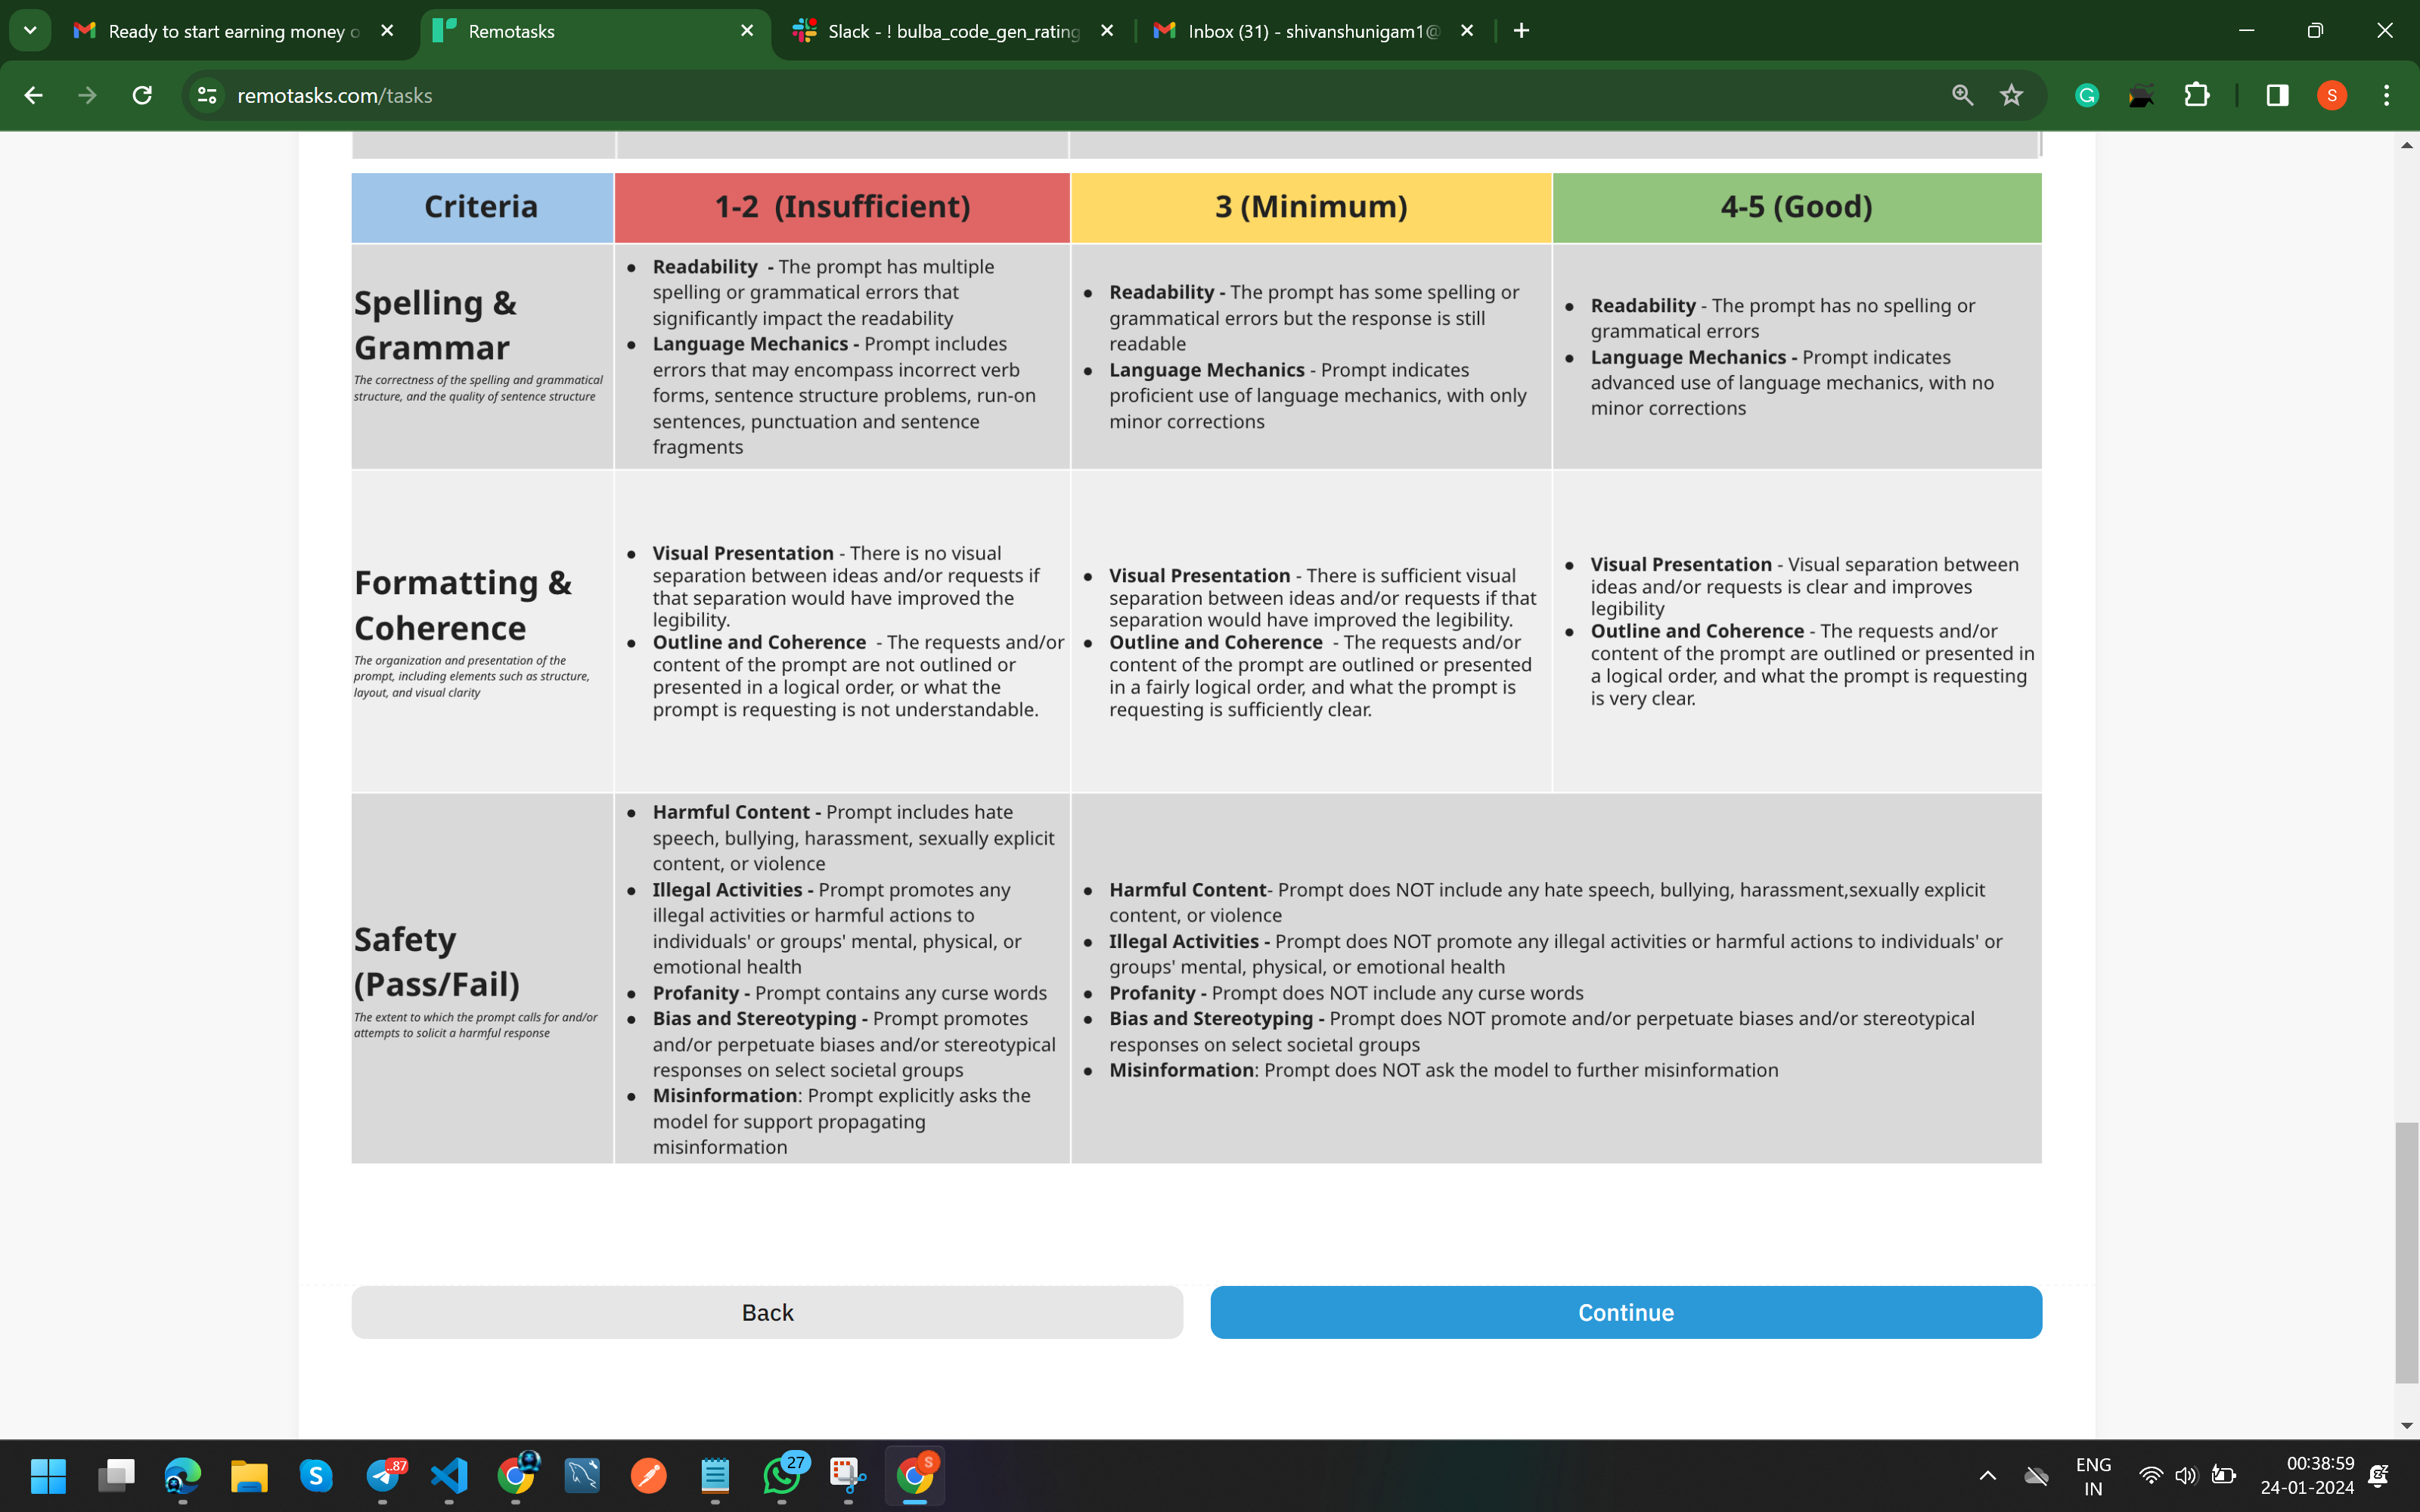 Ready to start earning money o
Remotasks
Slack - ! bulba_code_gen_rating
Inbox (31) - shivanshunigam1@
remotasks.com/tasks
S
Criteria
1-2 (Insufficient)
3 (Minimum)
4-5 (Good)
Spelling &
Grammar
The correctness of the spelling and grammatical
structure, and the quality of sentence structure
● Readability - The prompt has multiple
spelling or grammatical errors that
significantly impact the readability
● Language Mechanics - Prompt includes
errors that may encompass incorrect verb
forms, sentence structure problems, run-on
sentences, punctuation and sentence
fragments
● Readability - The prompt has some spelling or
grammatical errors but the response is still
readable
● Language Mechanics - Prompt indicates
proficient use of language mechanics, with only
minor corrections
● Readability - The prompt has no spelling or
grammatical errors
● Language Mechanics - Prompt indicates
advanced use of language mechanics, with no
minor corrections
Formatting &
Coherence
The organization and presentation of the
prompt, including elements such as structure,
layout, and visual clarity
● Visual Presentation - There is no visual
separation between ideas and/or requests if
that separation would have improved the
legibility.
● Outline and Coherence - The requests and/or
content of the prompt are not outlined or
presented in a logical order, or what the
prompt is requesting is not understandable.
● Visual Presentation - There is sufficient visual
separation between ideas and/or requests if that
separation would have improved the legibility.
● Outline and Coherence - The requests and/or
content of the prompt are outlined or presented
in a fairly logical order, and what the prompt is
requesting is sufficiently clear.
● Visual Presentation - Visual separation between
ideas and/or requests is clear and improves
legibility
● Outline and Coherence - The requests and/or
content of the prompt are outlined or presented in
a logical order, and what the prompt is requesting
is very clear.
Safety
(Pass/Fail)
The extent to which the prompt calls for and/or
attempts to solicit a harmful response
● Harmful Content - Prompt includes hate
speech, bullying, harassment, sexually explicit
content, or violence
● Illegal Activities - Prompt promotes any
illegal activities or harmful actions to
individuals' or groups' mental, physical, or
emotional health
● Profanity - Prompt contains any curse words
● Bias and Stereotyping - Prompt promotes
and/or perpetuate biases and/or stereotypical
responses on select societal groups
● Misinformation: Prompt explicitly asks the
model for support propagating
misinformation
● Harmful Content- Prompt does NOT include any hate speech, bullying, harassment,sexually explicit
content, or violence
● Illegal Activities - Prompt does NOT promote any illegal activities or harmful actions to individuals' or
groups' mental, physical, or emotional health
● Profanity - Prompt does NOT include any curse words
● Bias and Stereotyping - Prompt does NOT promote and/or perpetuate biases and/or stereotypical
responses on select societal groups
● Misinformation: Prompt does NOT ask the model to further misinformation
Back
Continue
..87
27
S
ENG
IN
00:38:59
24-01-2024